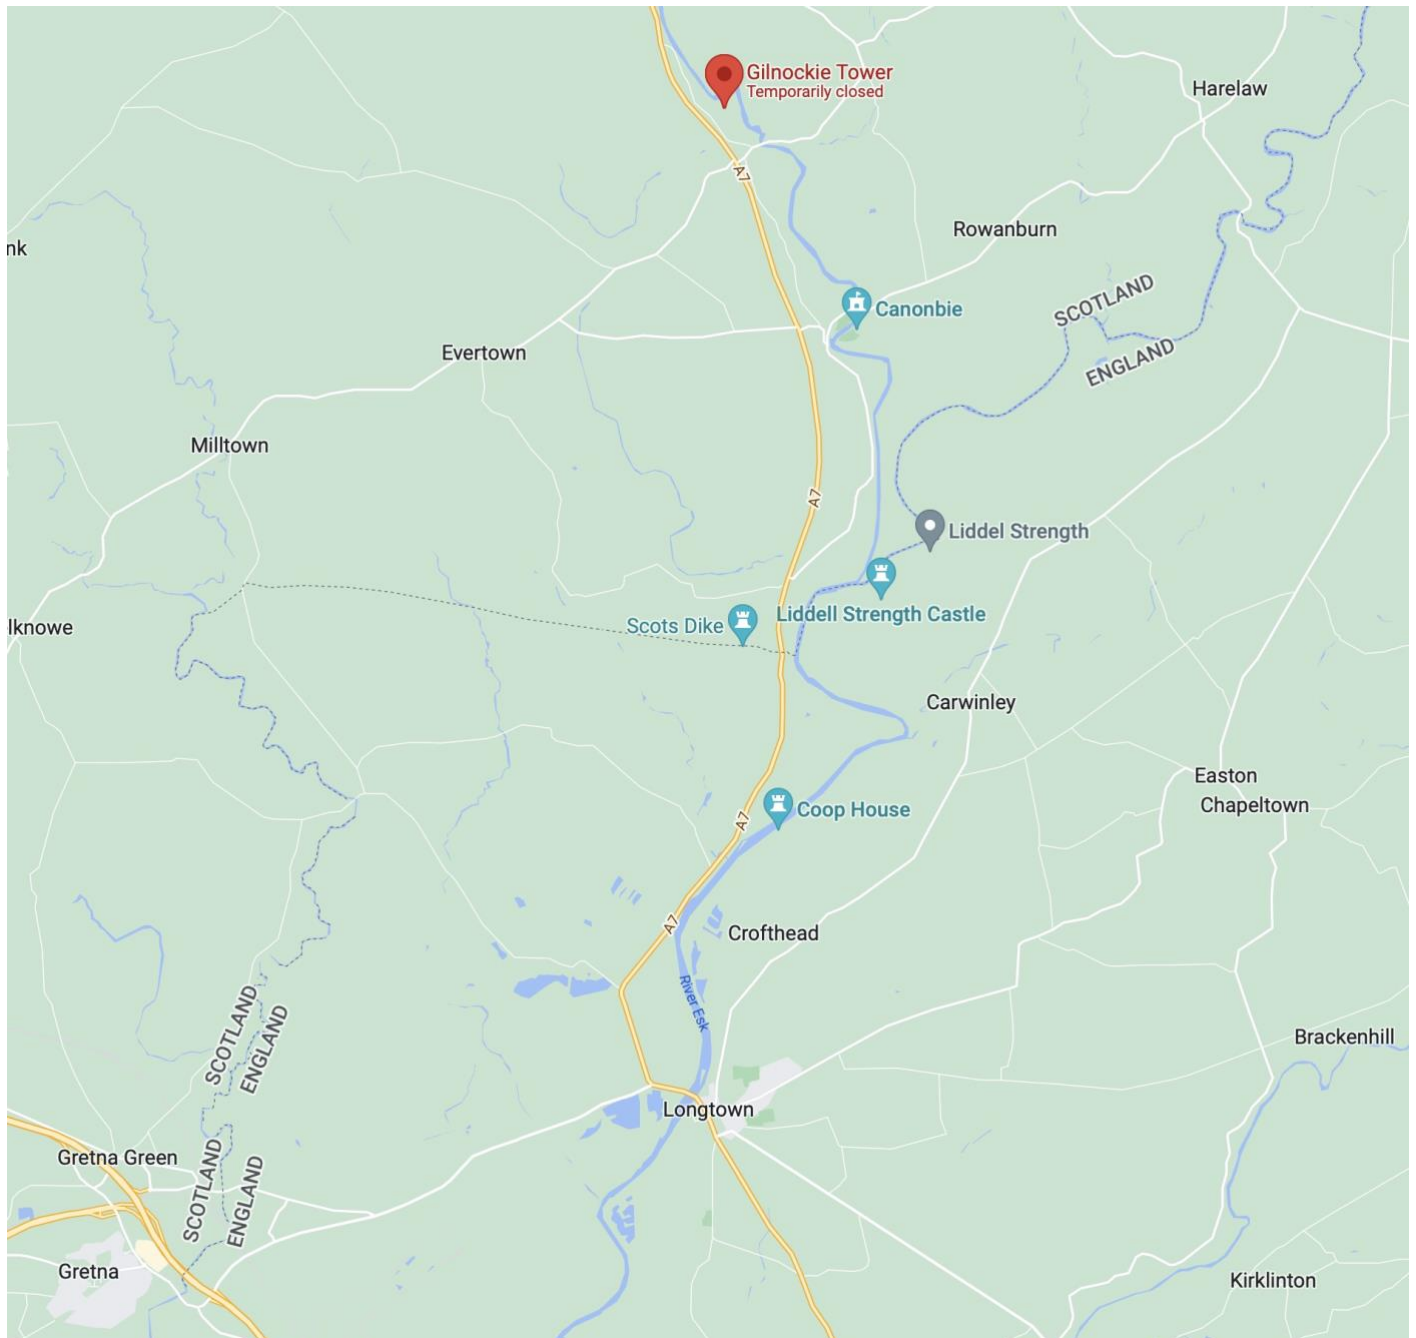 Gilnockie Tower
Temporarily closed
Harelaw
A7
Rowanburn
nk
SCOTLAND
Canonbie
ENGLAND
Evertown
Milltown
A7
Liddel Strength
Liddell Strength Castle
Scots Dike
lknowe
Carwinley
Easton
Chapeltown
Coop House
A7
A7
Crofthead
River Esk
SCOTLAND
ENGLAND
Brackenhill
Longtown
Gretna Green
SCOTLAND
ENGLAND
Gretna
Kirklinton